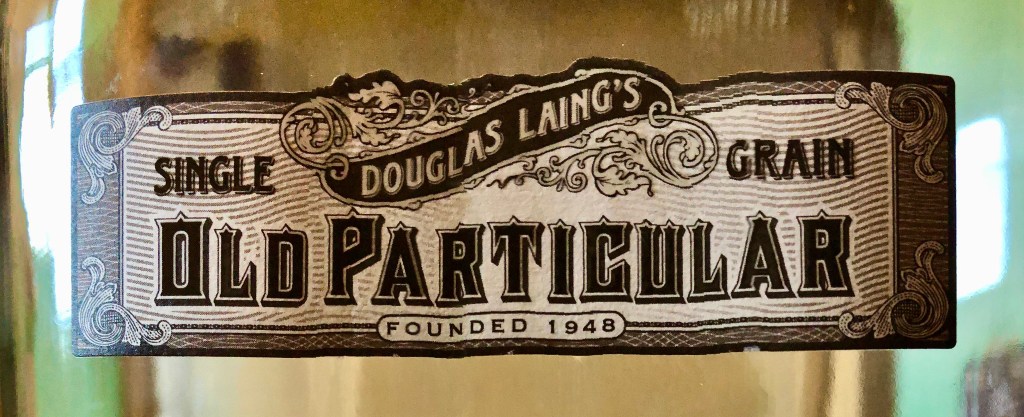 DOUGLAS LAING'S
SINGLE GRAIN
OLD PARTICULAR
FOUNDED 1948